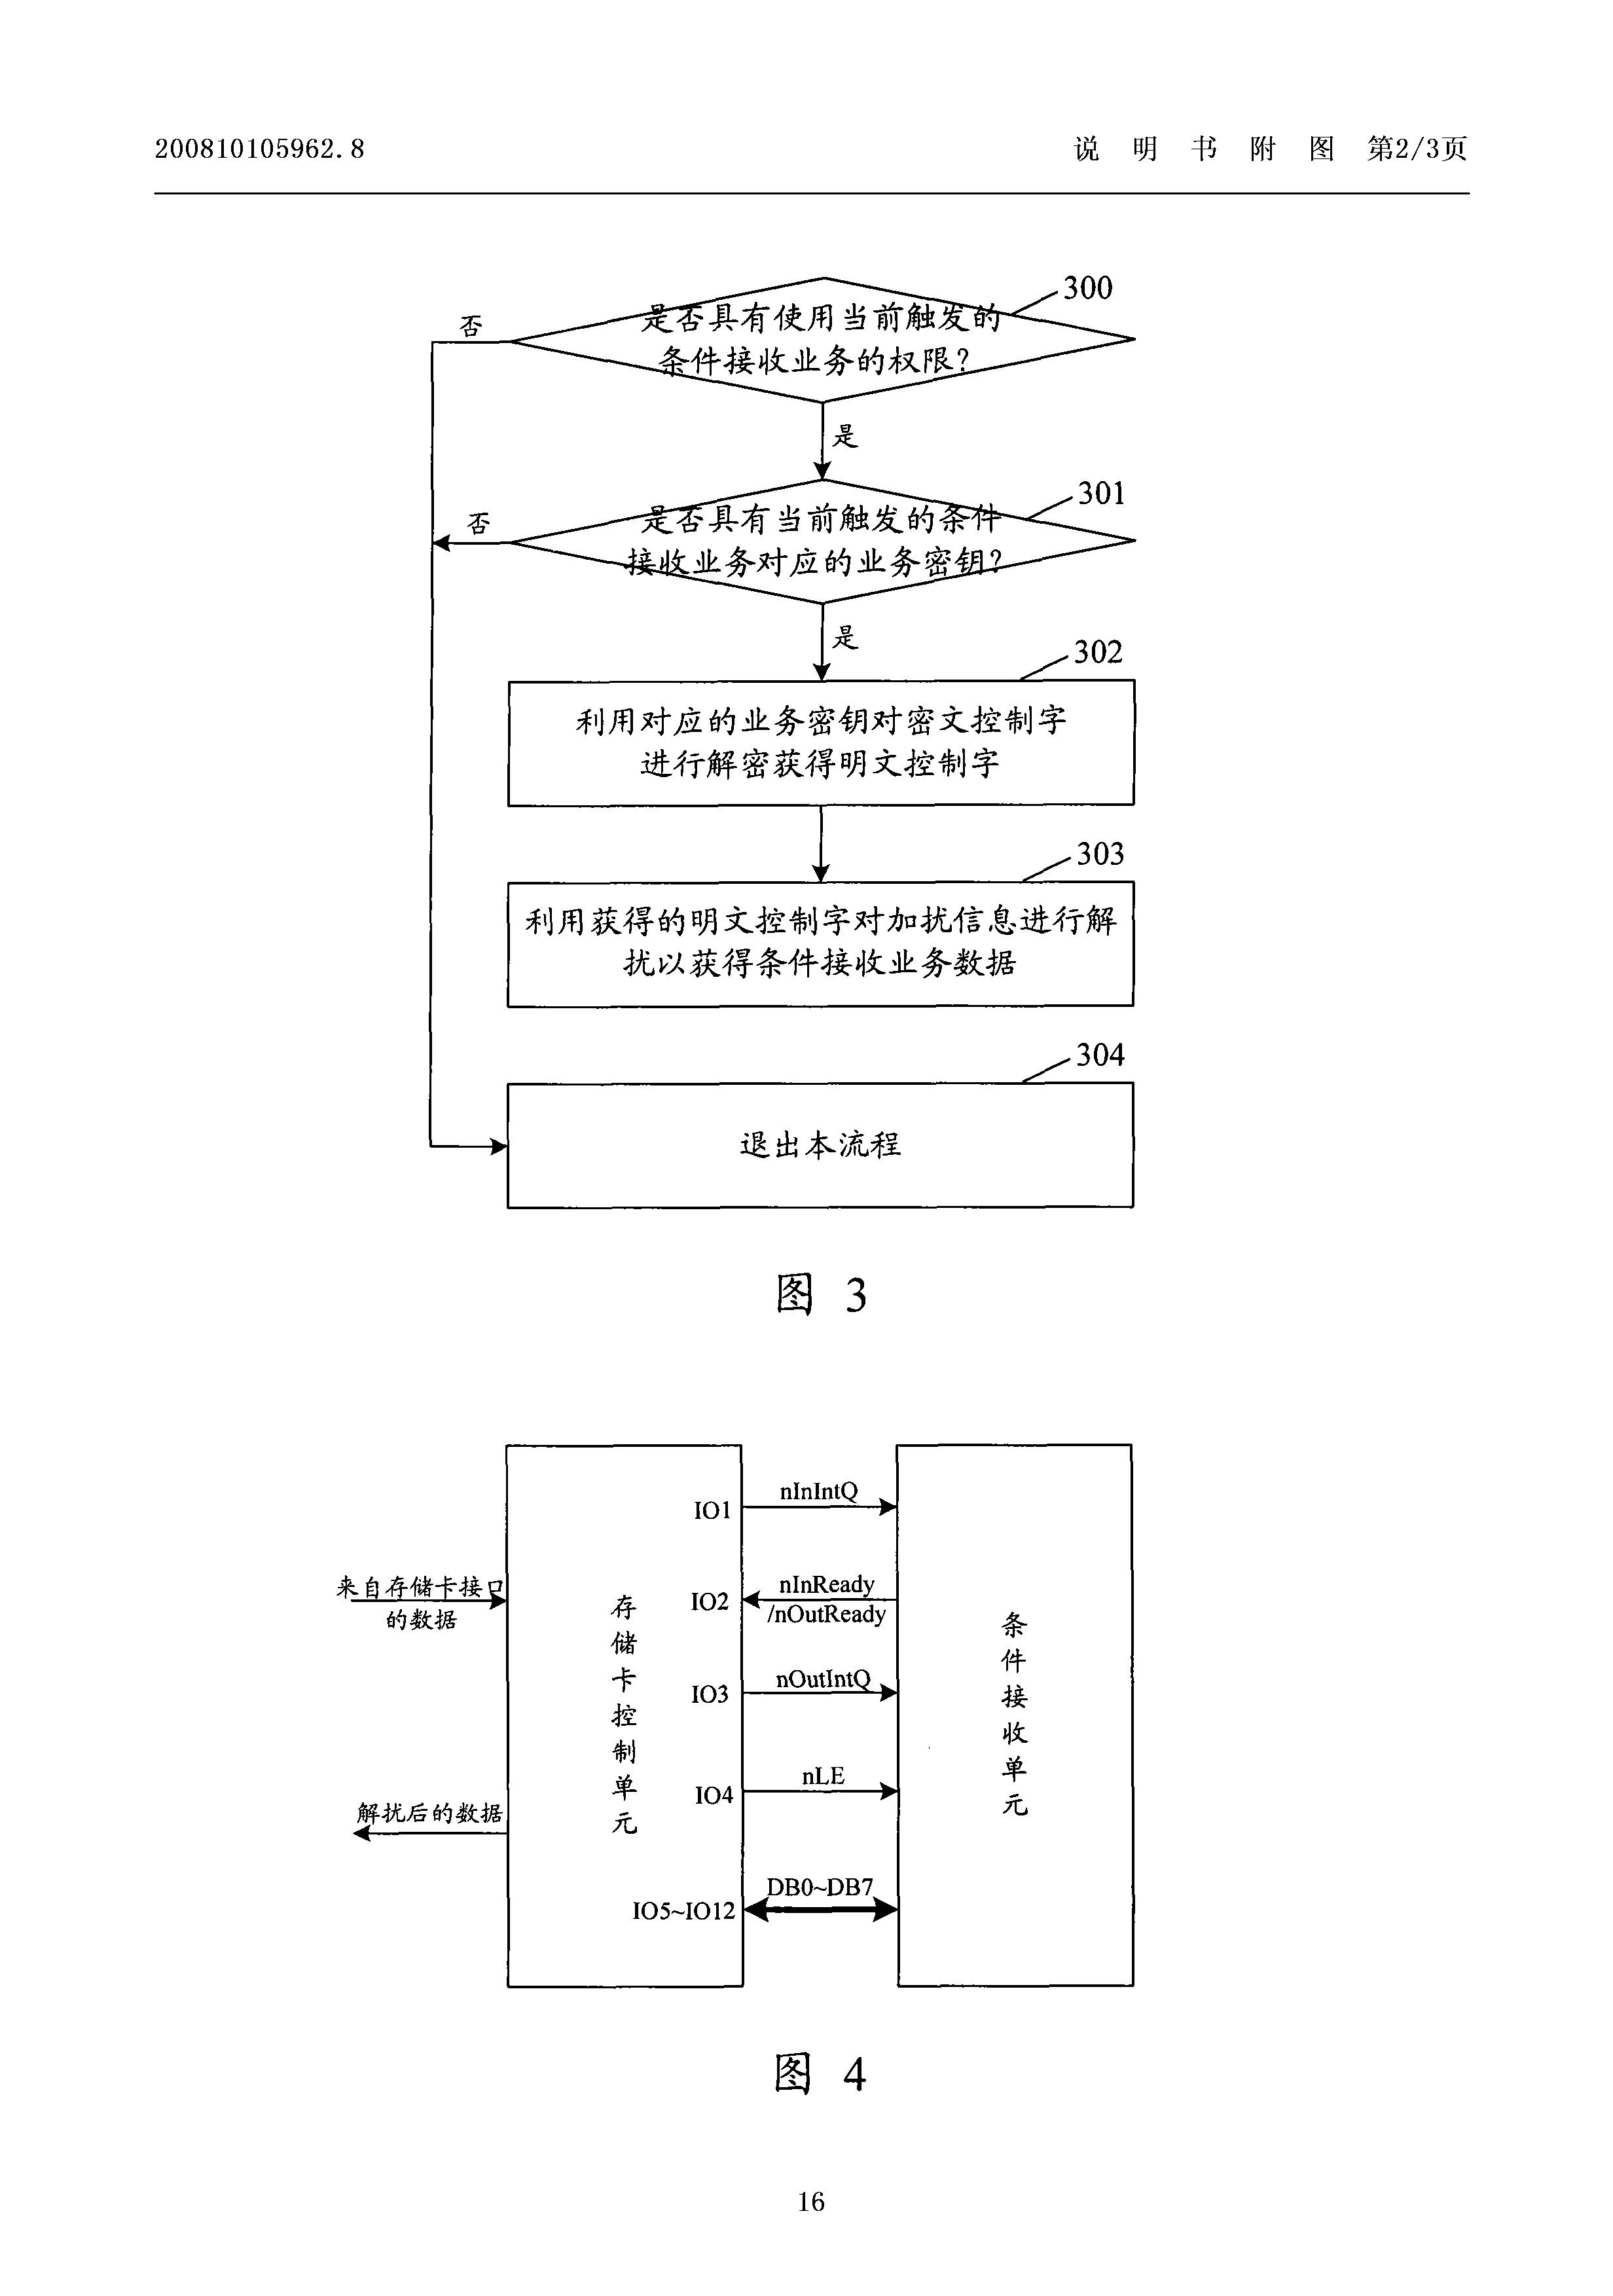 200810105962.8
说 明 书 附 图 第2/3页
300
否
是否具有使用当前触发的
条件接收业务的权限？
是
301
否
是否具有当前触发的条件
接收业务对应的业务密钥？
是
302
利用对应的业务密钥对密文控制字
进行解密获得明文控制字
303
利用获得的明文控制字对加扰信息进行解
扰以获得条件接收业务数据
304
退出本流程
图 3
IO1
nInIntQ
来自存储卡接口
的数据
存储卡控制单元
IO2
nInReady
/nOutReady
条件接收单元
IO3
nOutIntQ
IO4
nLE
解扰后的数据
IO5~IO12
DB0~DB7
图 4
16